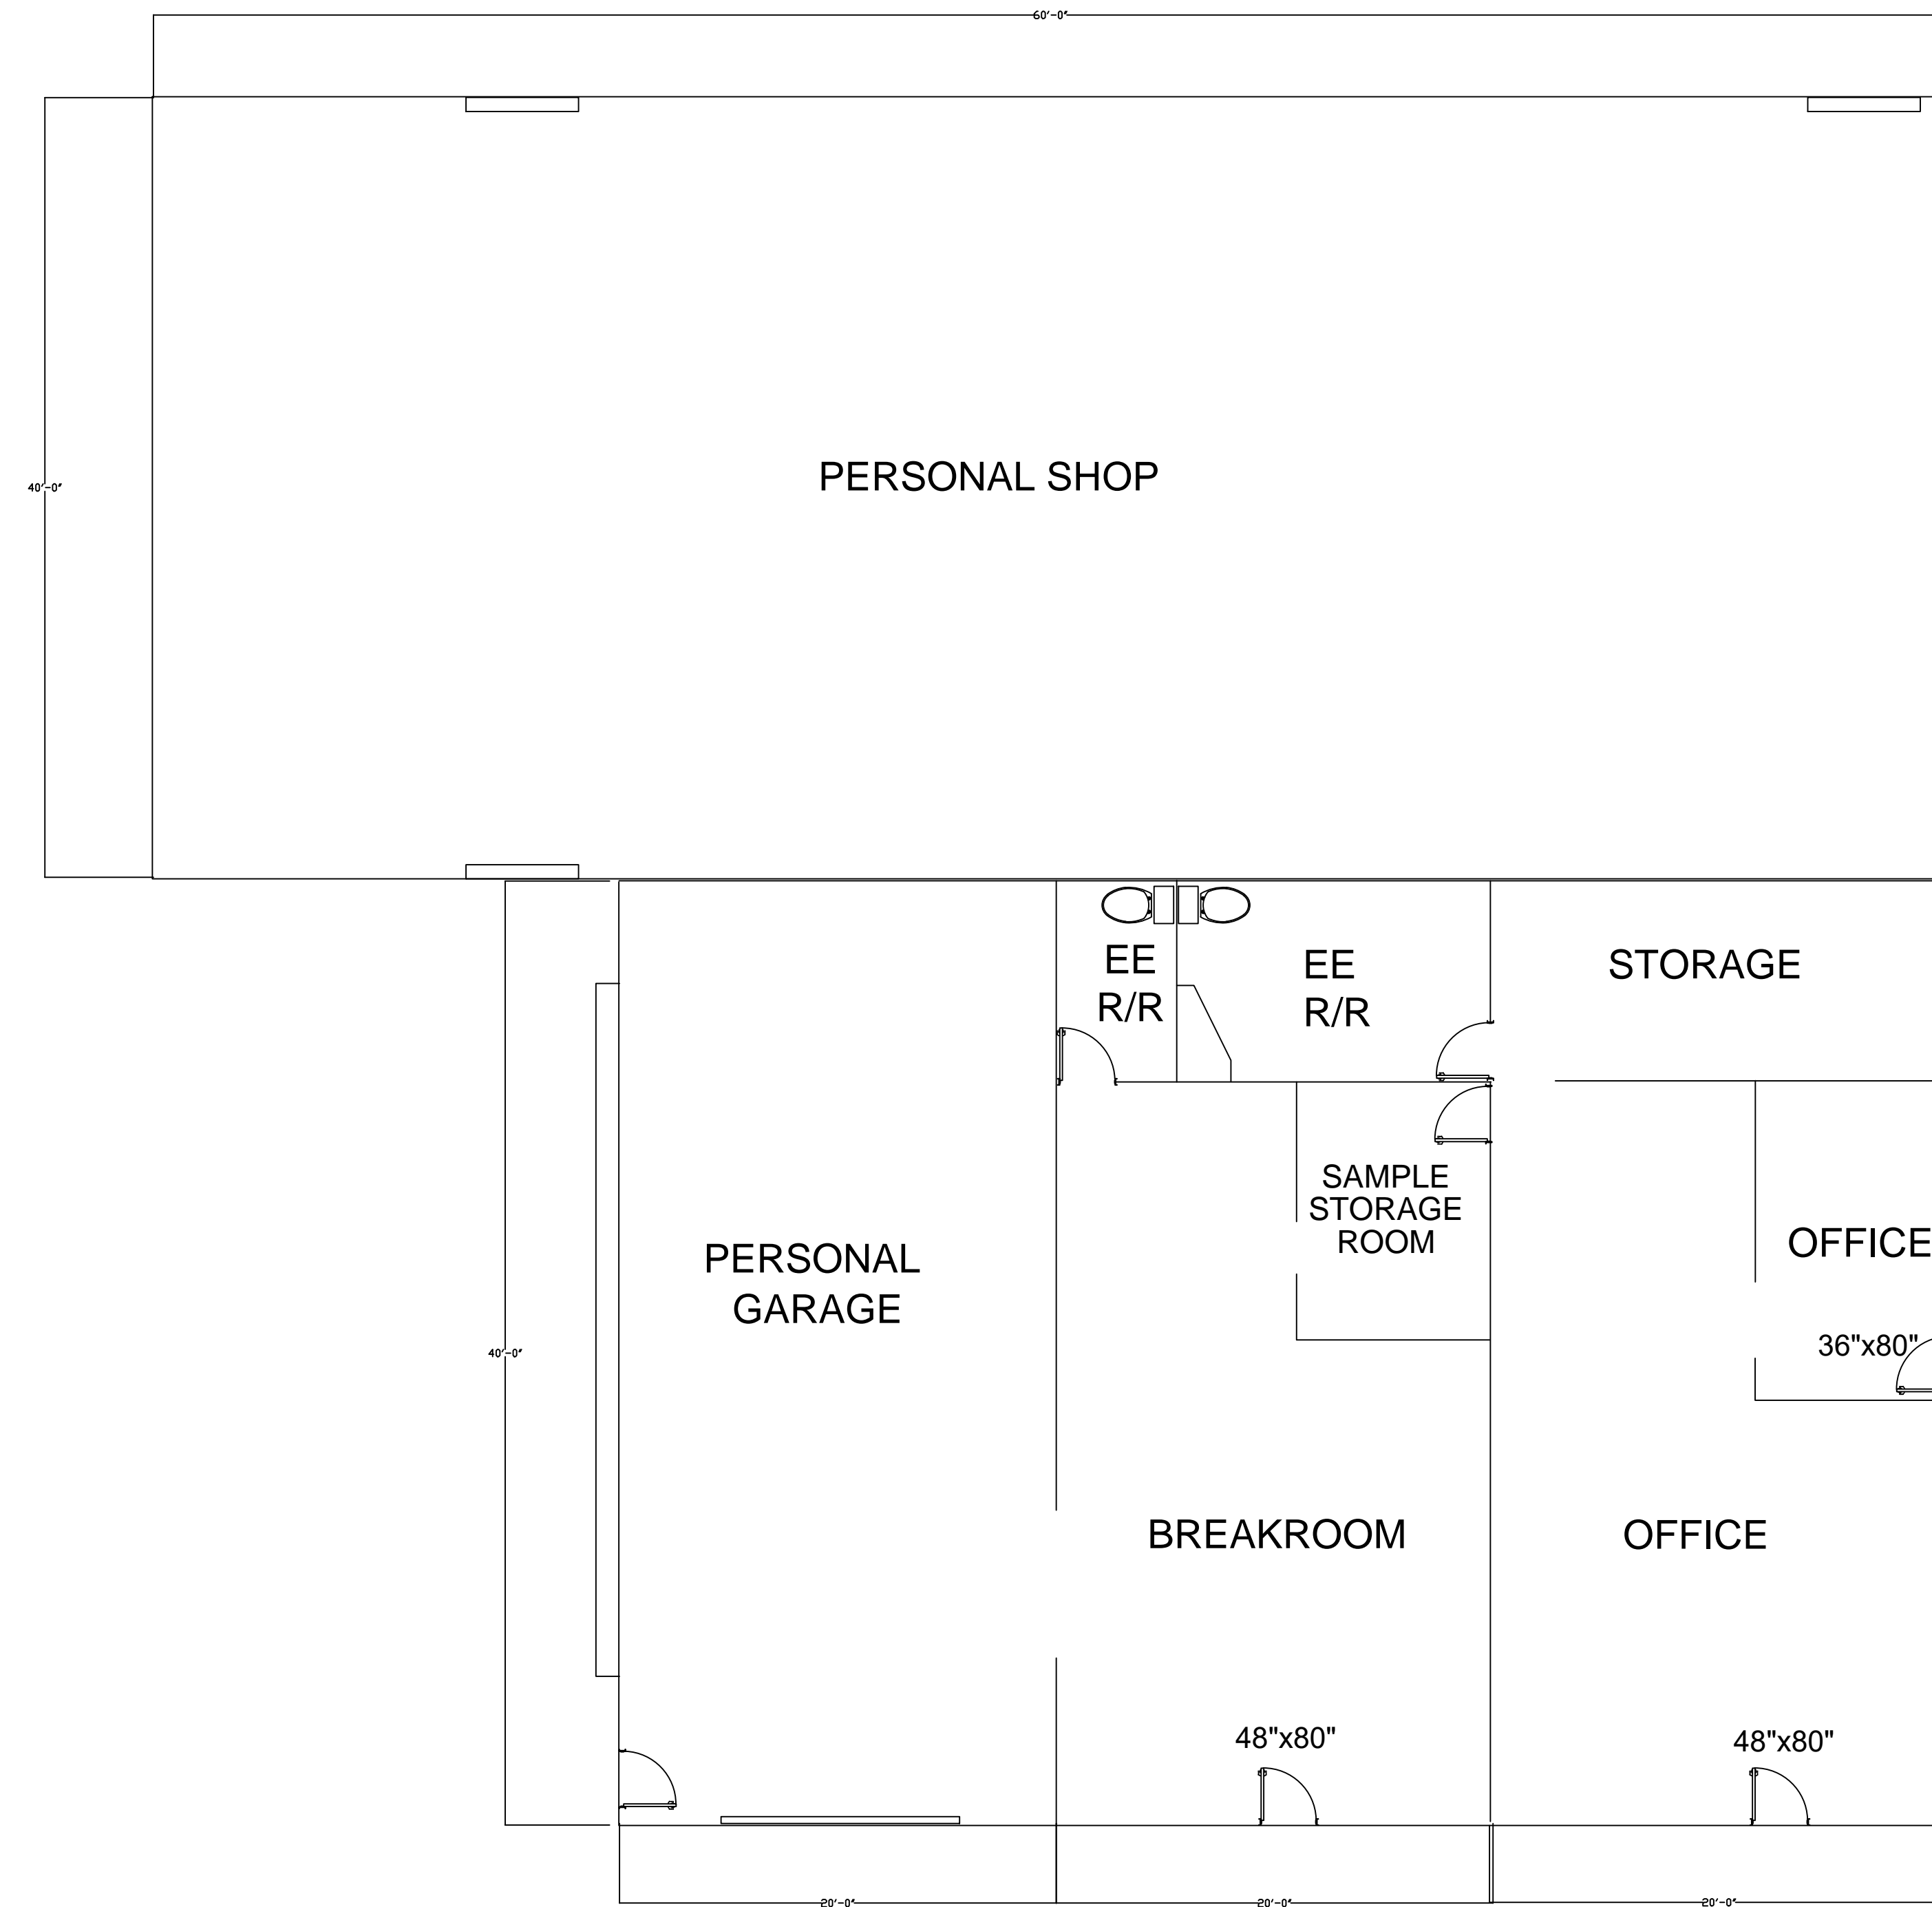 60'-0"
PERSONAL SHOP
40'-0"
EE
R/R
EE
R/R
STORAGE
SAMPLE
STORAGE
ROOM
OFFICE
PERSONAL
GARAGE
36"x80"
40'-0"
BREAKROOM
OFFICE
48"x80"
48"x80"
20'-0"
20'-0"
20'-0"